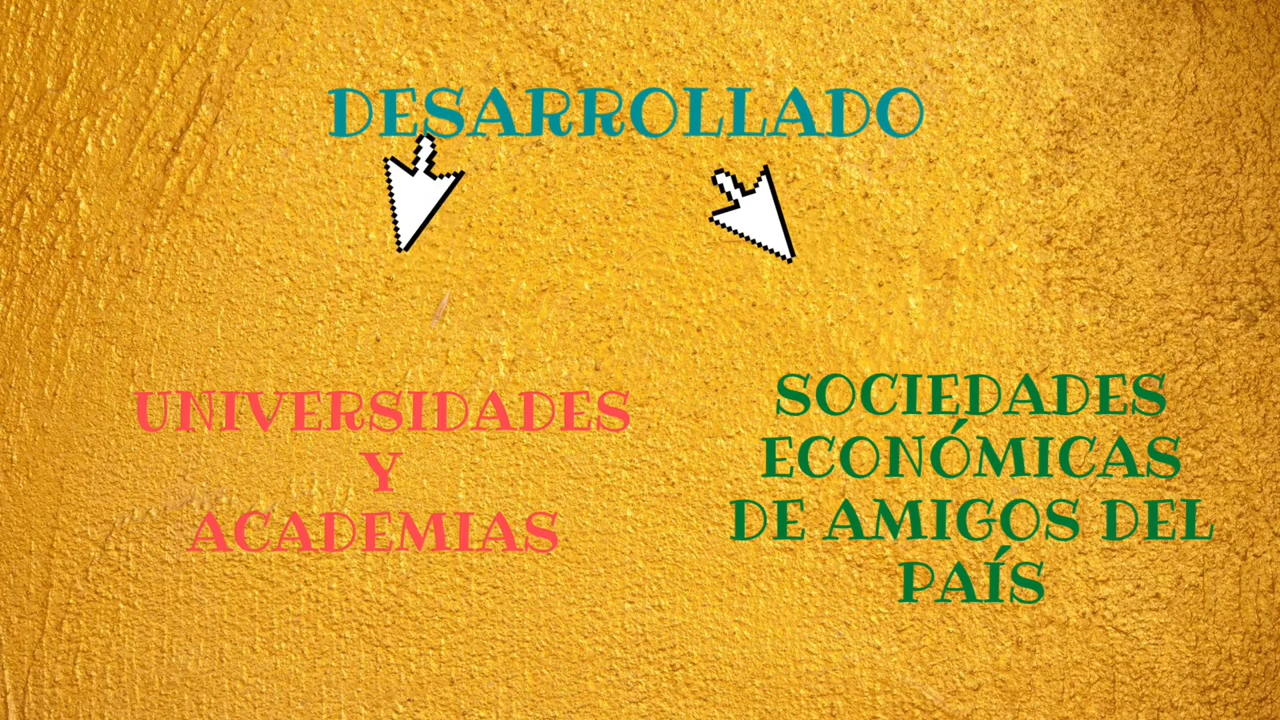 DESARROLLADO
UNIVERSIDADES
Y
ACADEMIAS
SOCIEDADES
ECONÓMICAS
DE AMIGOS DEL
PAÍS